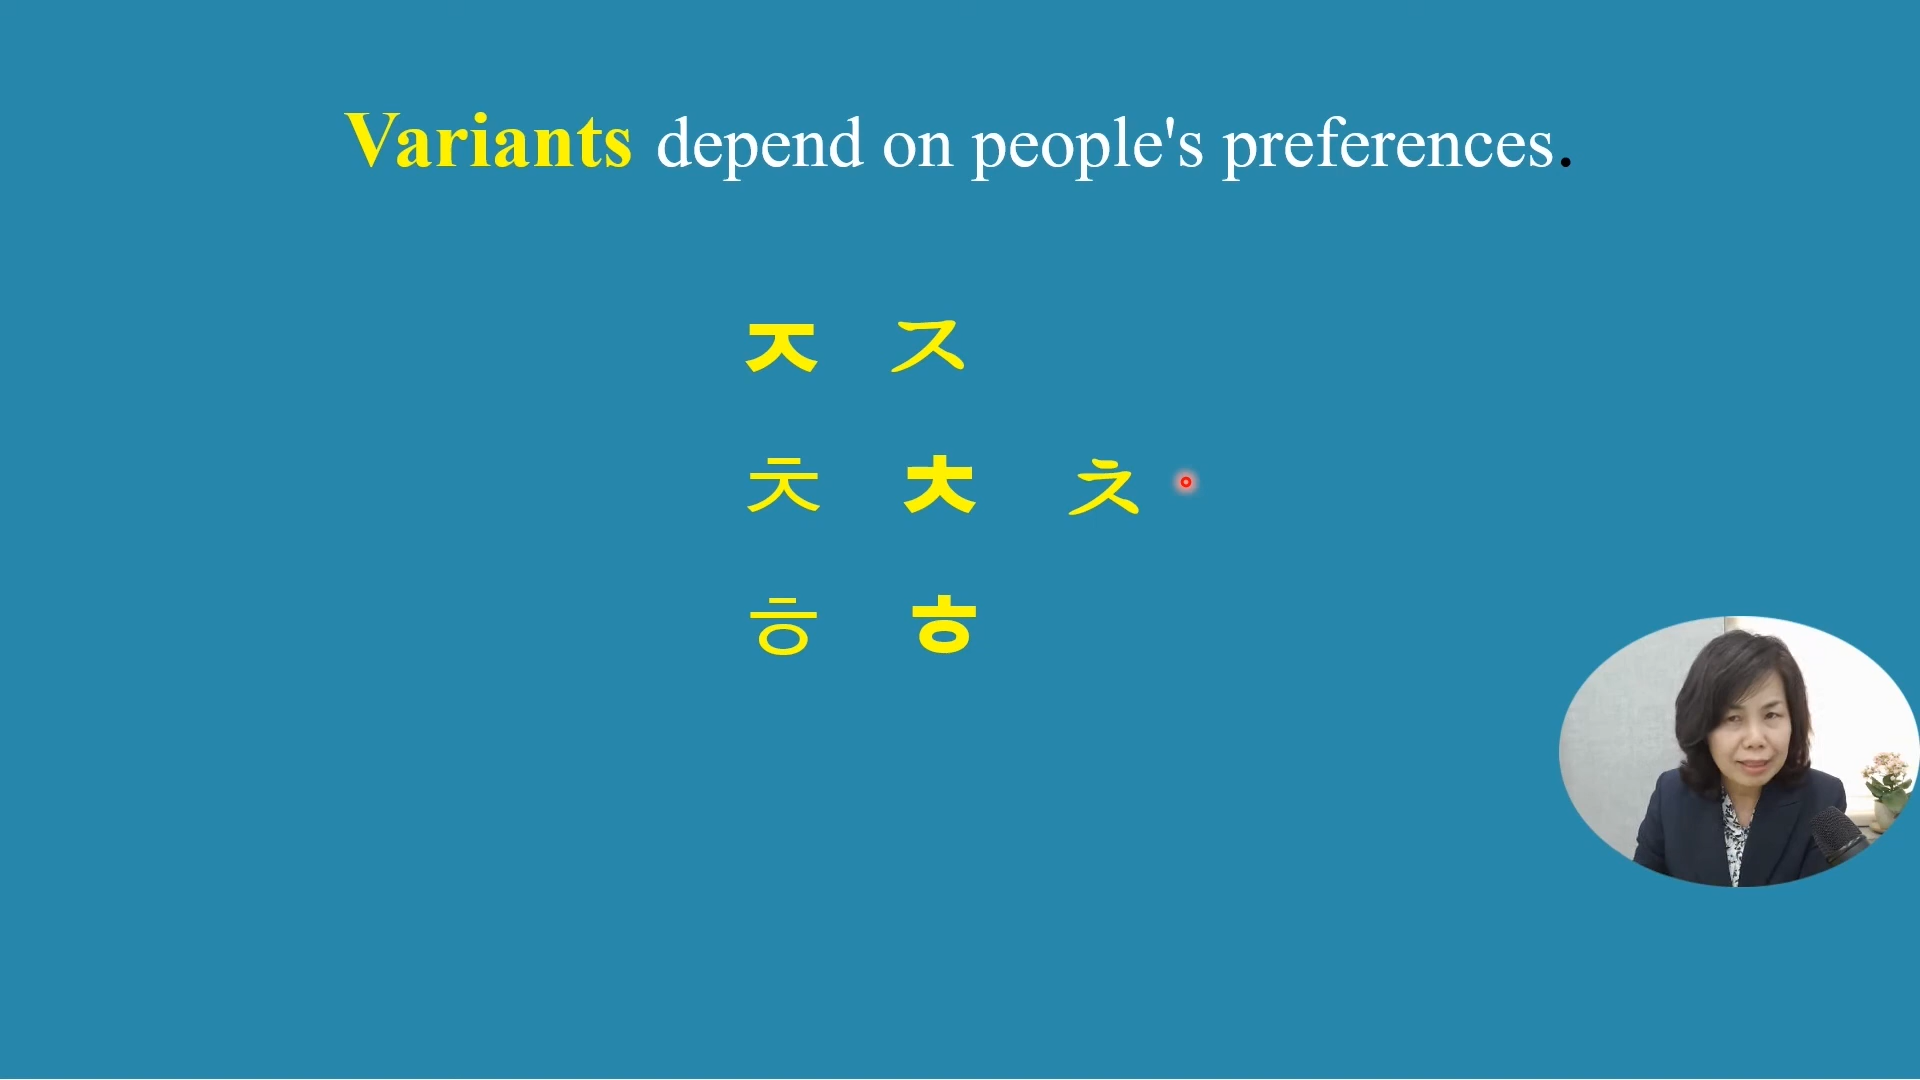 Variants depend on people's preferences.
ㅈ ㅈ
ㅊ ㅊ ㅊ
ㅎ ㅎ